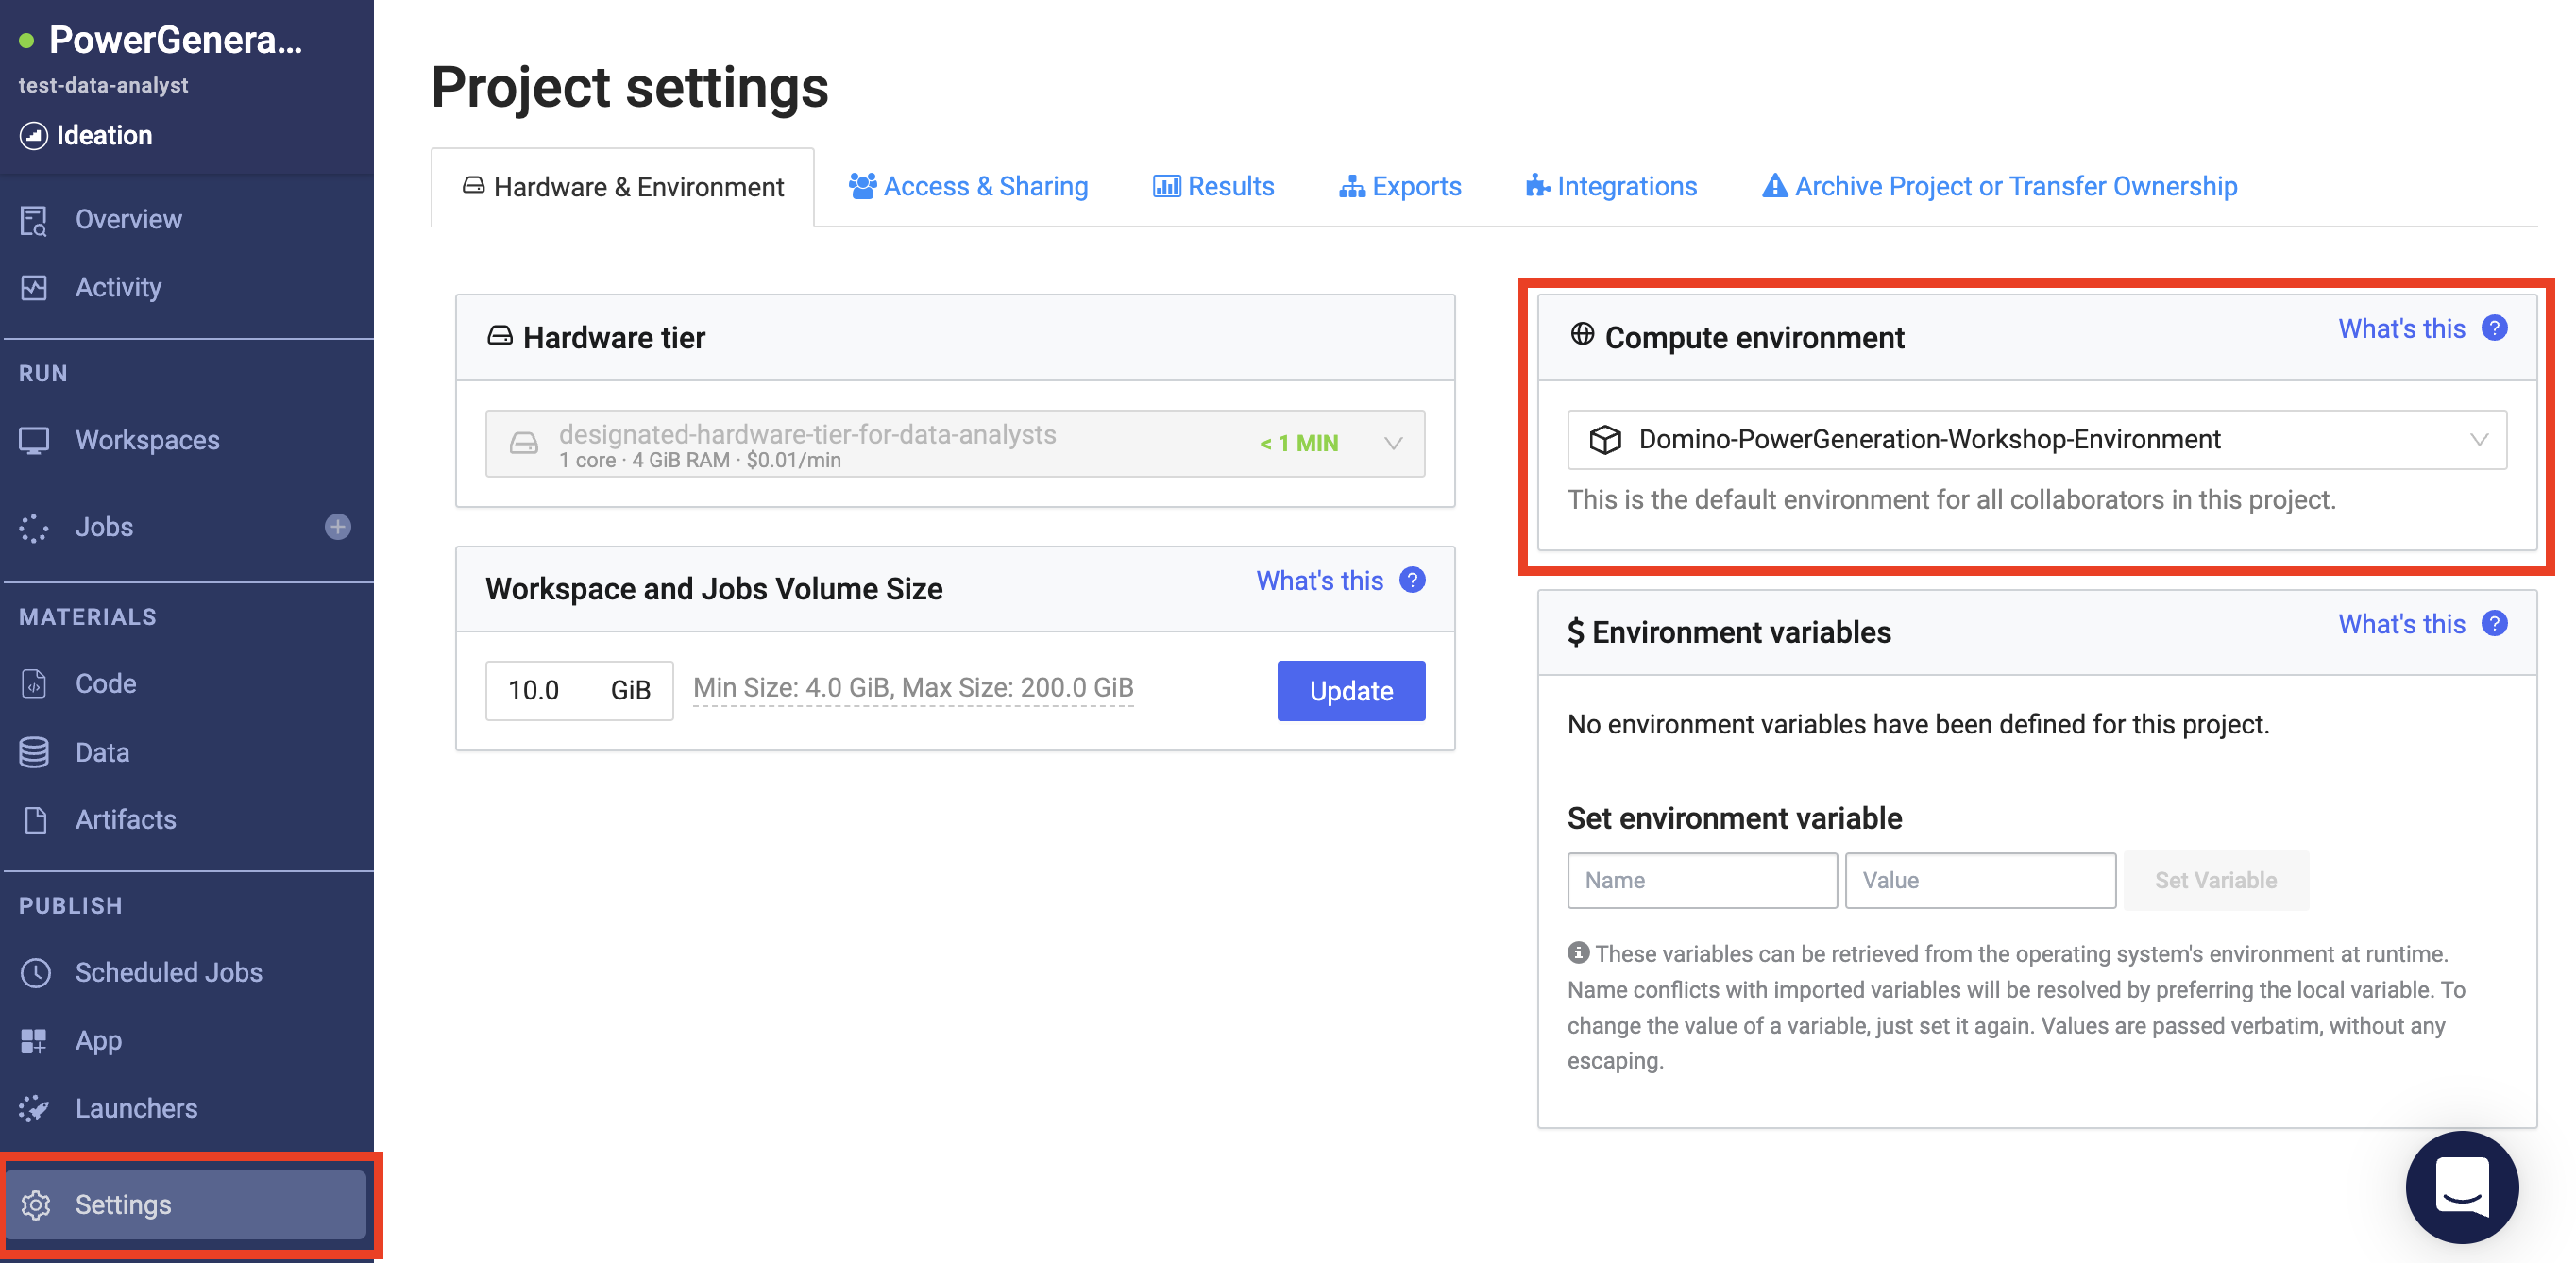 PowerGenera...
test-data-analyst
Ideation
Overview
Activity
RUN
Workspaces
Jobs
MATERIALS
Code
Data
Artifacts
PUBLISH
Scheduled Jobs
App
Launchers
Settings
Project settings
Hardware & Environment
Access & Sharing
Results
Exports
Integrations
Archive Project or Transfer Ownership
Hardware tier
designated-hardware-tier-for-data-analysts
1 core · 4 GiB RAM · $0.01/min
< 1 MIN
Workspace and Jobs Volume Size
What's this ?
10.0 GiB
Min Size: 4.0 GiB, Max Size: 200.0 GiB
Update
Compute environment
What's this ?
Domino-PowerGeneration-Workshop-Environment
This is the default environment for all collaborators in this project.
$ Environment variables
What's this ?
No environment variables have been defined for this project.
Set environment variable
Name
Value
Set Variable
These variables can be retrieved from the operating system's environment at runtime.
Name conflicts with imported variables will be resolved by preferring the local variable. To
change the value of a variable, just set it again. Values are passed verbatim, without any
escaping.